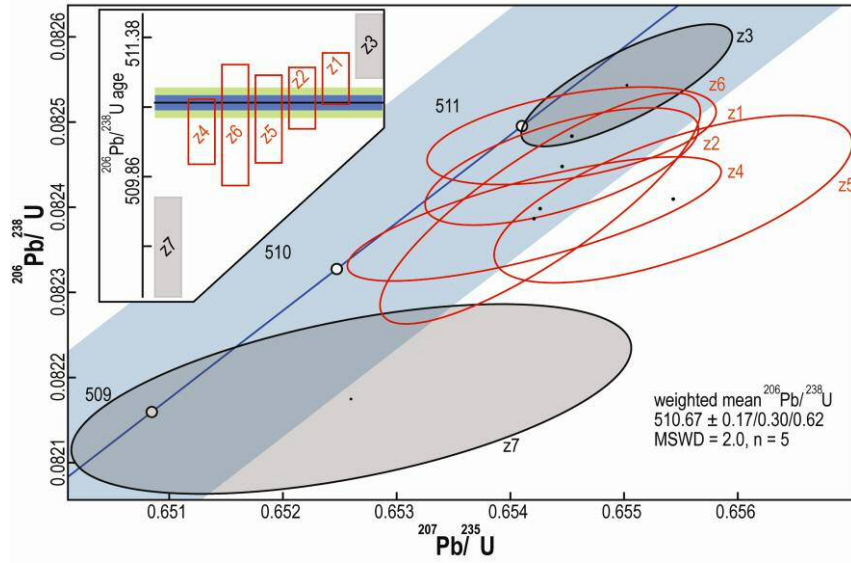 0.0826
0.0825
0.0824
0.0823
0.0822
0.0821
206Pb/238U
511.38
509.86
206Pb/238U age
z4
z6
z5
z2
z1
z3
z7
z3
z6
z1
z2
z4
z5
z7
511
510
509
weighted mean 206Pb/238U
510.67 ± 0.17/0.30/0.62
MSWD = 2.0, n = 5
0.651
0.652
0.653
0.654
0.655
0.656
207Pb/235U